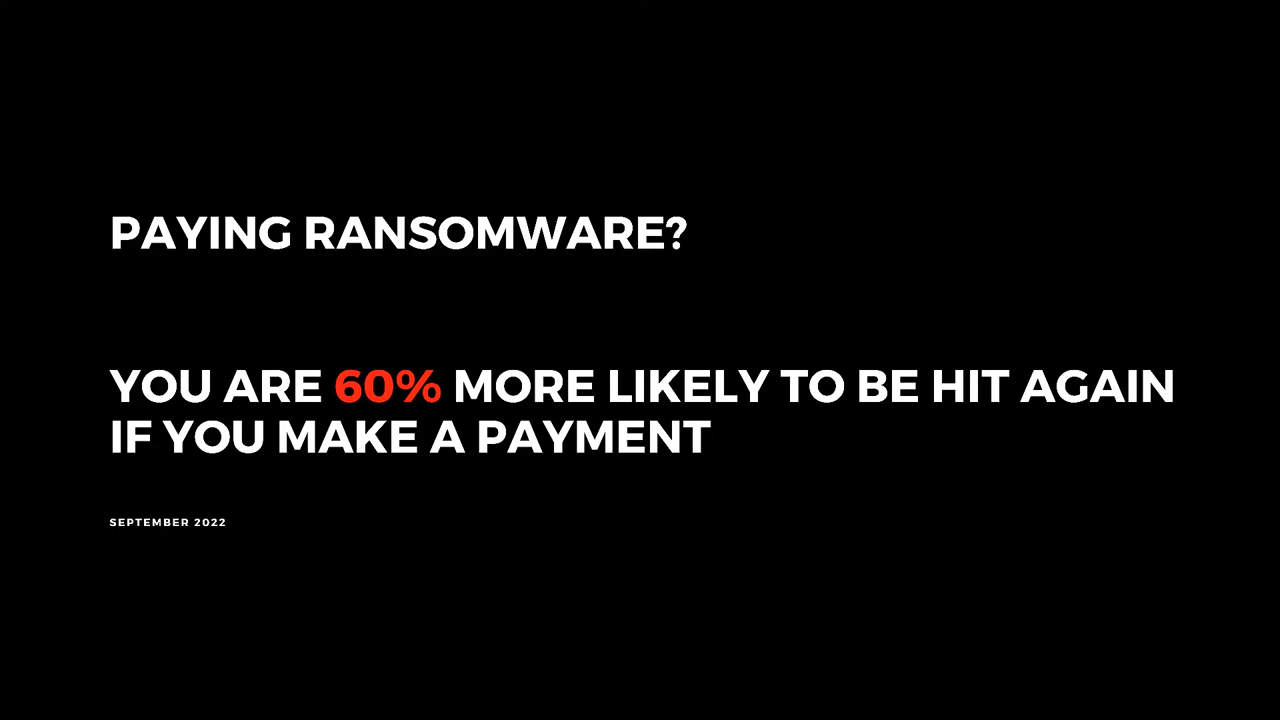 PAYING RANSOMWARE?
YOU ARE 60% MORE LIKELY TO BE HIT AGAIN
IF YOU MAKE A PAYMENT
SEPTEMBER 2022